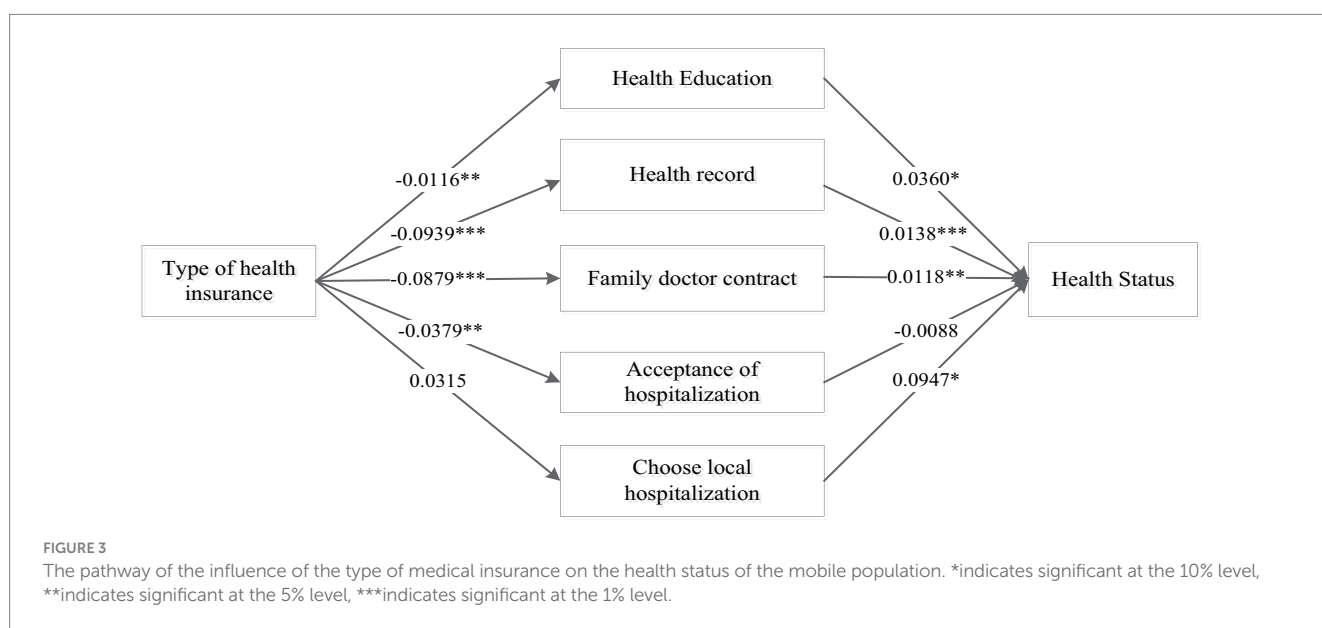 Health Education
-0.0116**
0.0360*
Health record
-0.0939***
0.0138***
Type of health
insurance
-0.0879***
Family doctor contract
0.0118**
Health Status
-0.0379**
-0.0088
Acceptance of
hospitalization
0.0315
0.0947*
Choose local
hospitalization
FIGURE 3
The pathway of the influence of the type of medical insurance on the health status of the mobile population. *indicates significant at the 10% level,
**indicates significant at the 5% level, ***indicates significant at the 1% level.